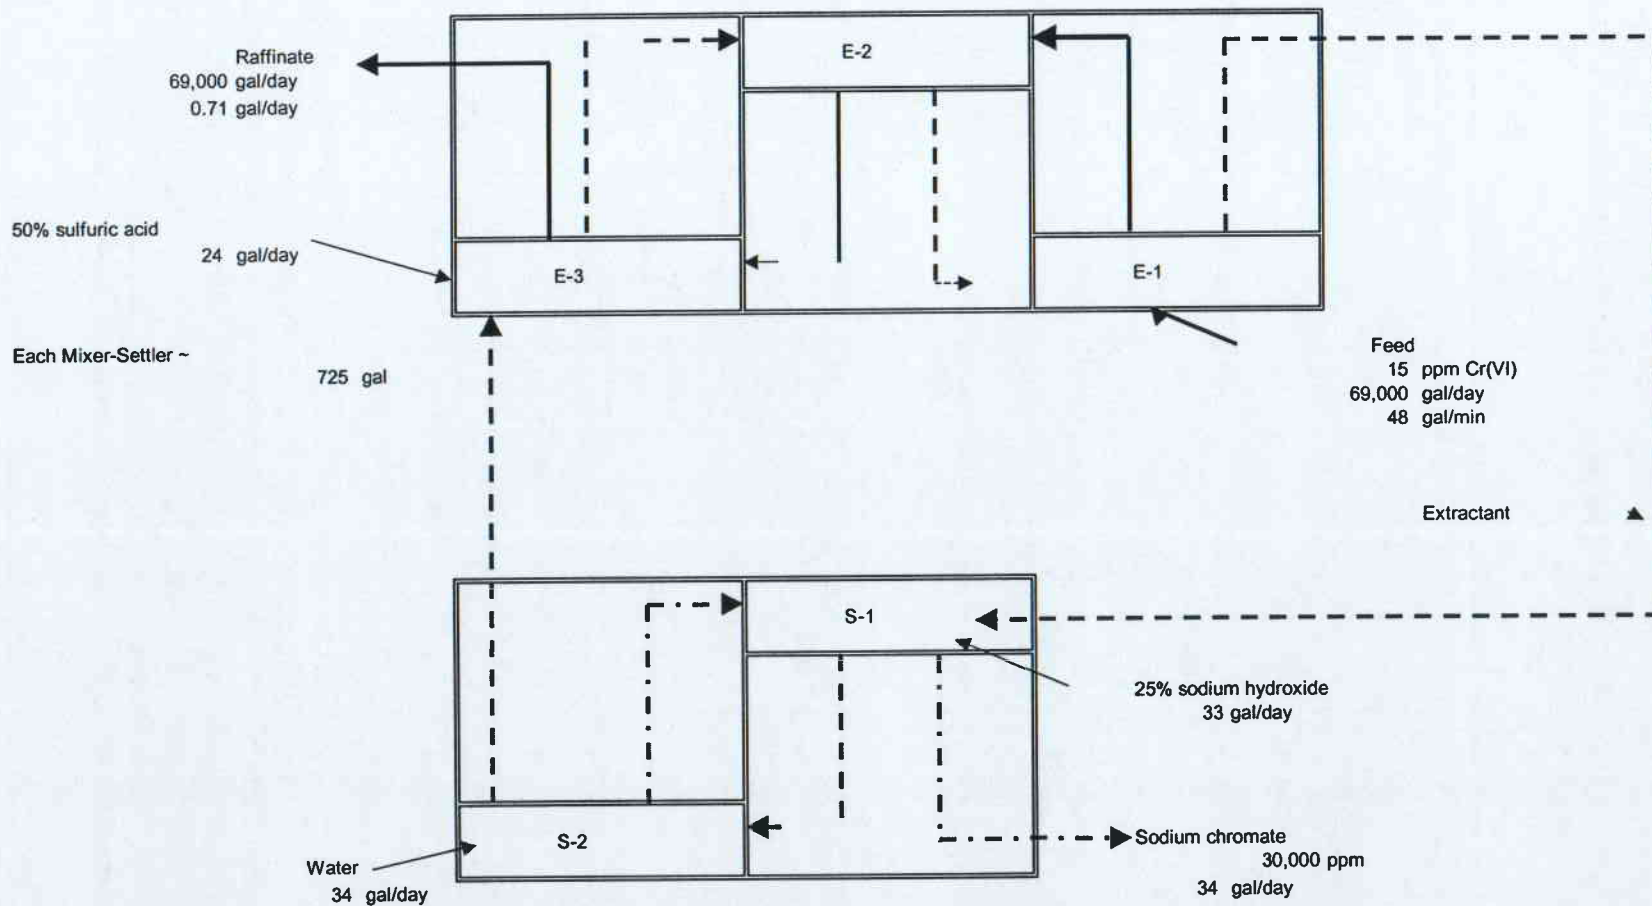 E-2
Raffinate
69,000 gal/day
0.71 gal/day
50% sulfuric acid
24 gal/day
E-3
E-1
Each Mixer-Settler ~
725 gal
Feed
15 ppm Cr(VI)
69,000 gal/day
48 gal/min
Extractant
S-1
25% sodium hydroxide
33 gal/day
S-2
Sodium chromate
30,000 ppm
34 gal/day
Water
34 gal/day